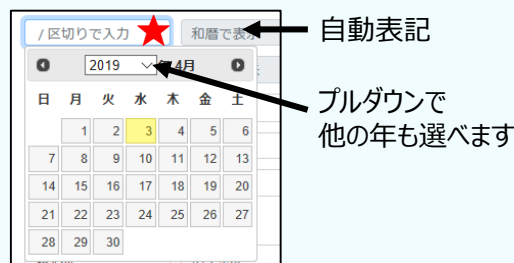 / 区切りで入力
和暦で表示
自動表記
2019
年 4月
プルダウンで
他の年も選べます
日 月 火 水 木 金 土
1 2 3 4 5 6
7 8 9 10 11 12 13
14 15 16 17 18 19 20
21 22 23 24 25 26 27
28 29 30